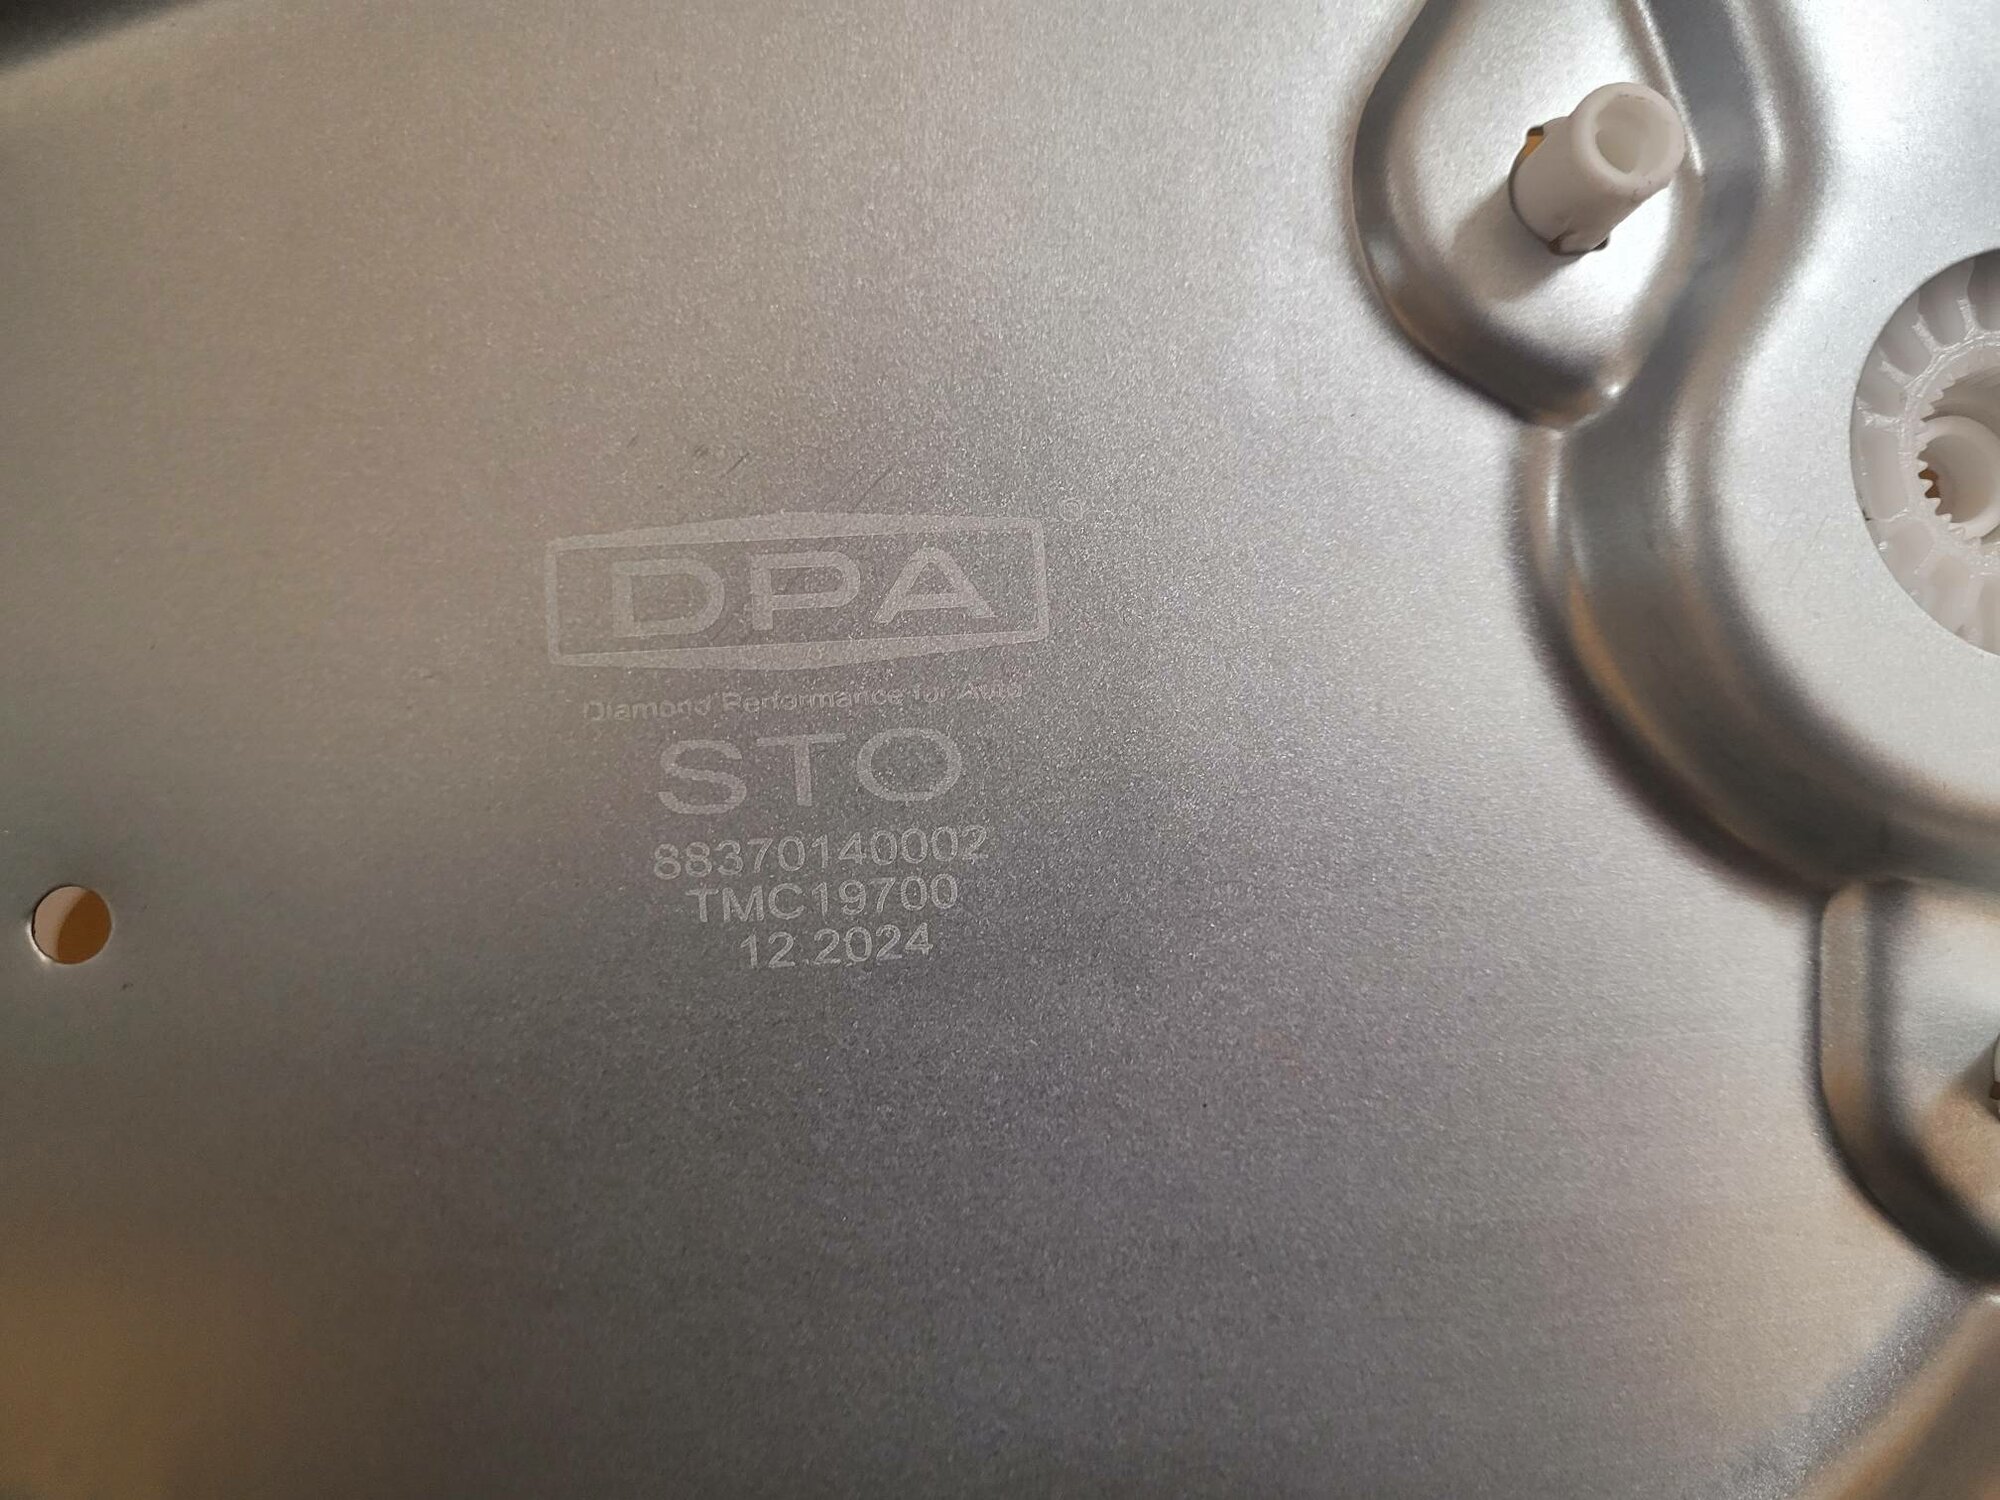 DPA ®
Diamond Performance for Auto
STO
88370140002
TMC19700
12.2024